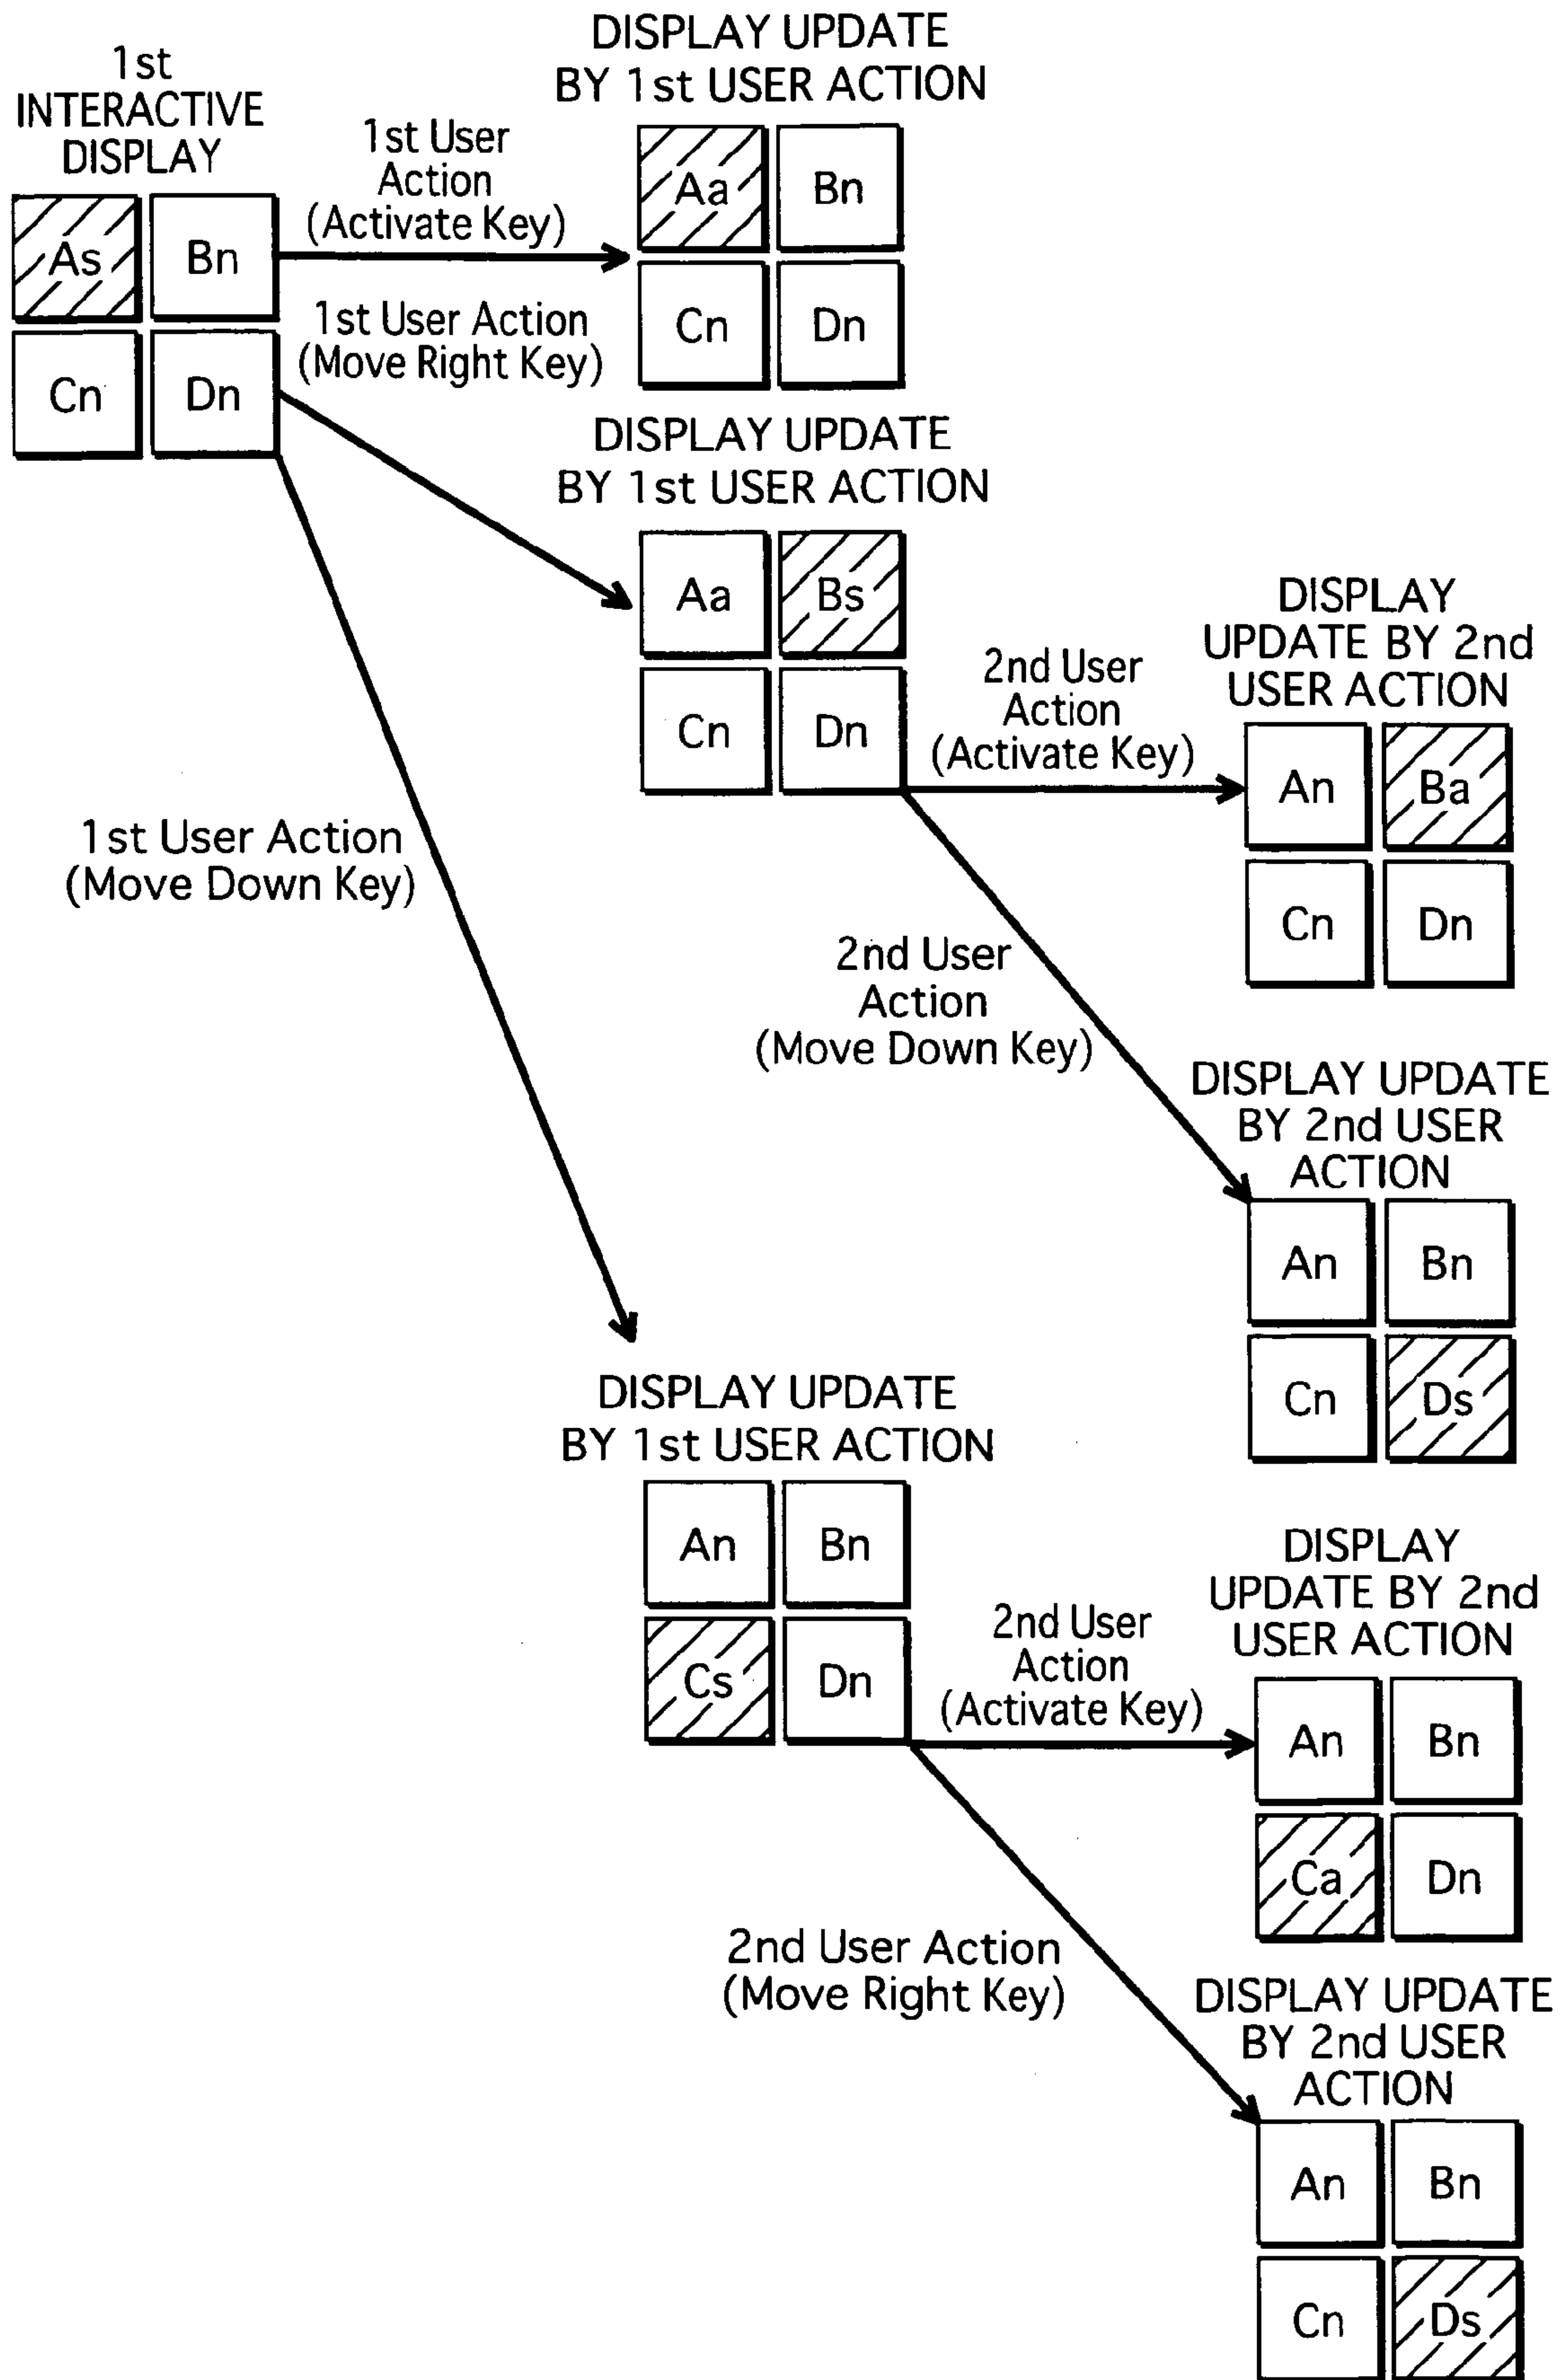 1st
INTERACTIVE
DISPLAY
As
Bn
Cn
Dn
1st User
Action
(Activate Key)
DISPLAY UPDATE
BY 1st USER ACTION
Aa
Bn
Cn
Dn
1st User Action
(Move Right Key)
DISPLAY UPDATE
BY 1st USER ACTION
Aa
Bs
Cn
Dn
2nd User
Action
(Activate Key)
DISPLAY
UPDATE BY 2nd
USER ACTION
An
Ba
Cn
Dn
2nd User
Action
(Move Down Key)
DISPLAY UPDATE
BY 2nd USER
ACTION
An
Bn
Cn
Ds
1st User Action
(Move Down Key)
DISPLAY UPDATE
BY 1st USER ACTION
An
Bn
Cs
Dn
2nd User
Action
(Activate Key)
DISPLAY
UPDATE BY 2nd
USER ACTION
An
Bn
Ca
Dn
2nd User Action
(Move Right Key)
DISPLAY UPDATE
BY 2nd USER
ACTION
An
Bn
Cn
Ds